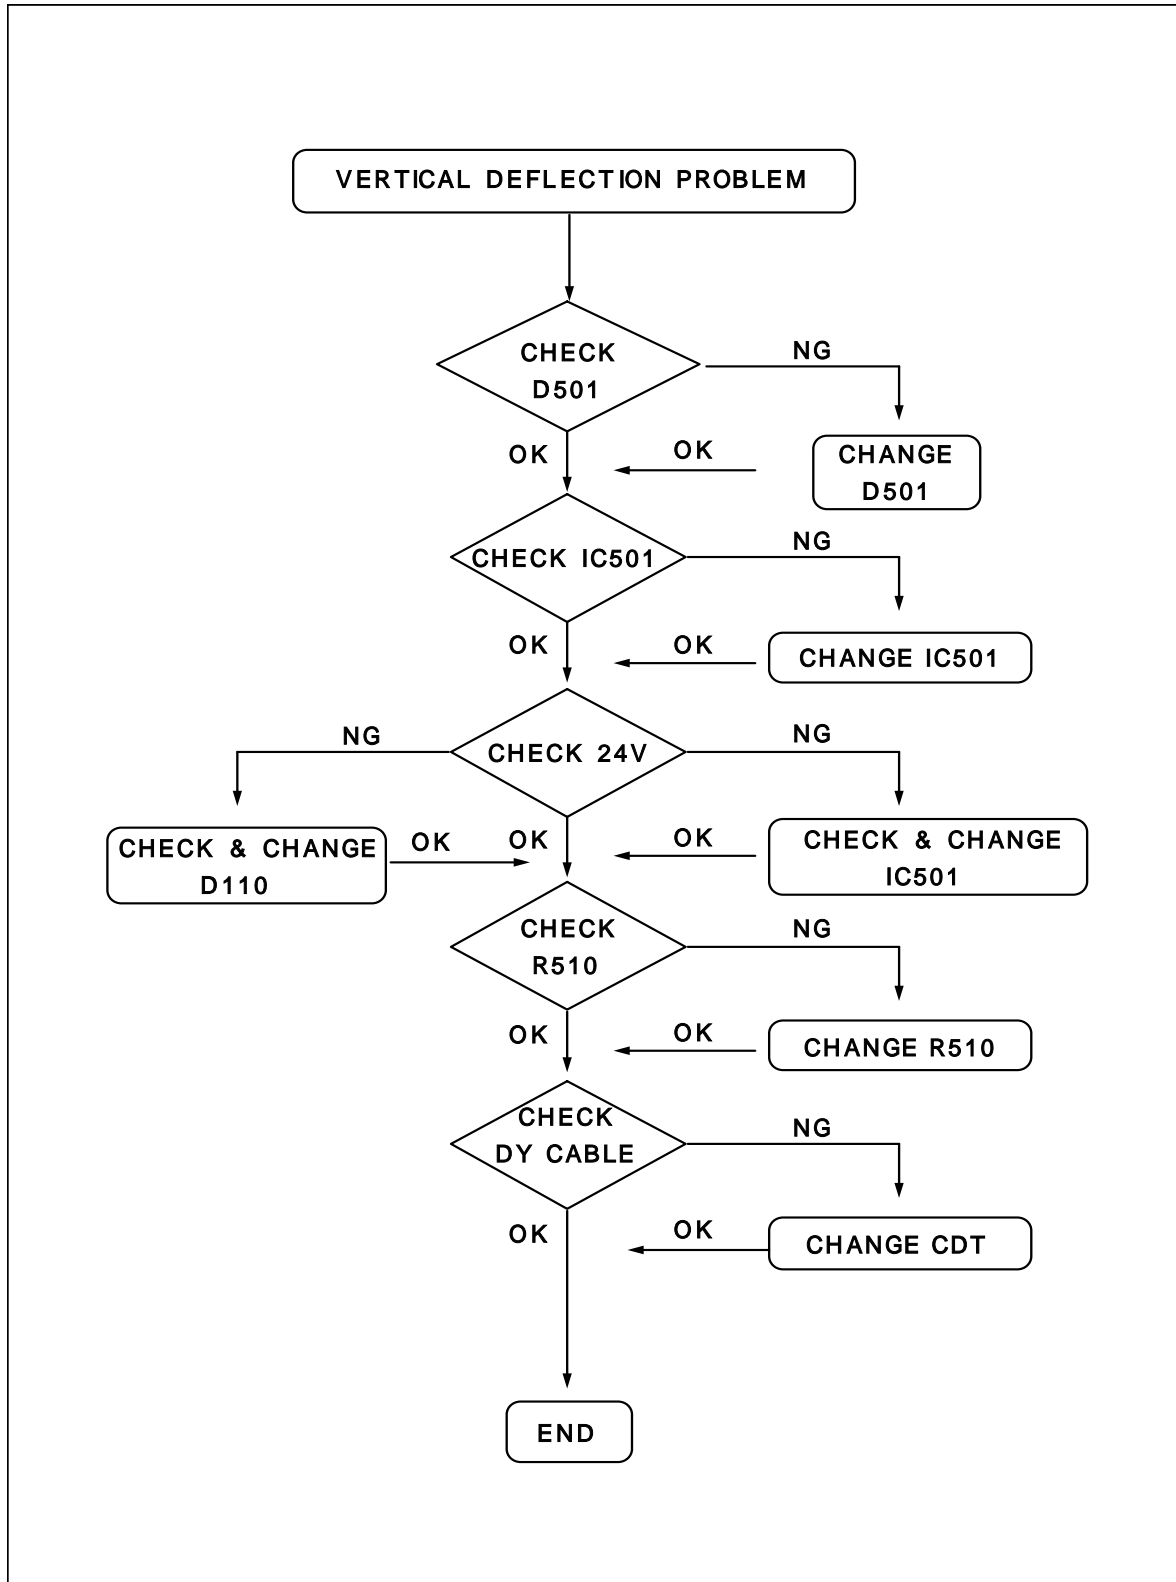 VERTICAL DEFLECTION PROBLEM
CHECK
D501
NG
CHANGE
D501
OK
OK
CHECK IC501
NG
CHANGE IC501
OK
OK
CHECK 24V
NG
NG
CHECK & CHANGE
D110
OK
OK
OK
CHECK & CHANGE
IC501
CHECK
R510
NG
CHANGE R510
OK
OK
CHECK
DY CABLE
NG
CHANGE CDT
OK
OK
END